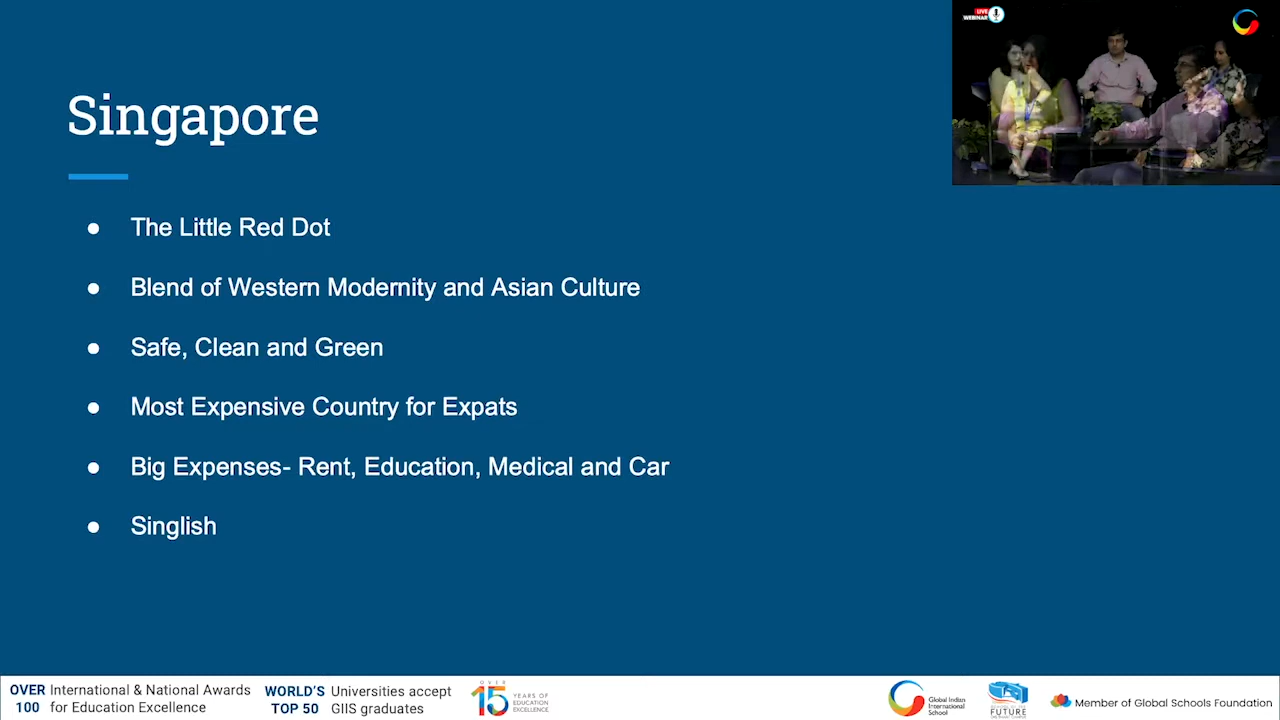 LIVE
WEBINAR
Singapore
● The Little Red Dot
● Blend of Western Modernity and Asian Culture
● Safe, Clean and Green
● Most Expensive Country for Expats
● Big Expenses- Rent, Education, Medical and Car
● Singlish
OVER 100 International & National Awards
for Education Excellence
WORLD'S TOP 50 Universities accept
GIIS graduates
OVER
15 YEARS OF
EDUCATION
EXCELLENCE
Global Indian
International
School
FUTURE
Member of Global Schools Foundation